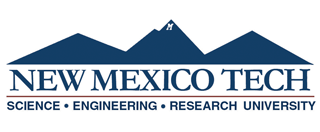 M
NEW MEXICO TECH
SCIENCE • ENGINEERING • RESEARCH UNIVERSITY